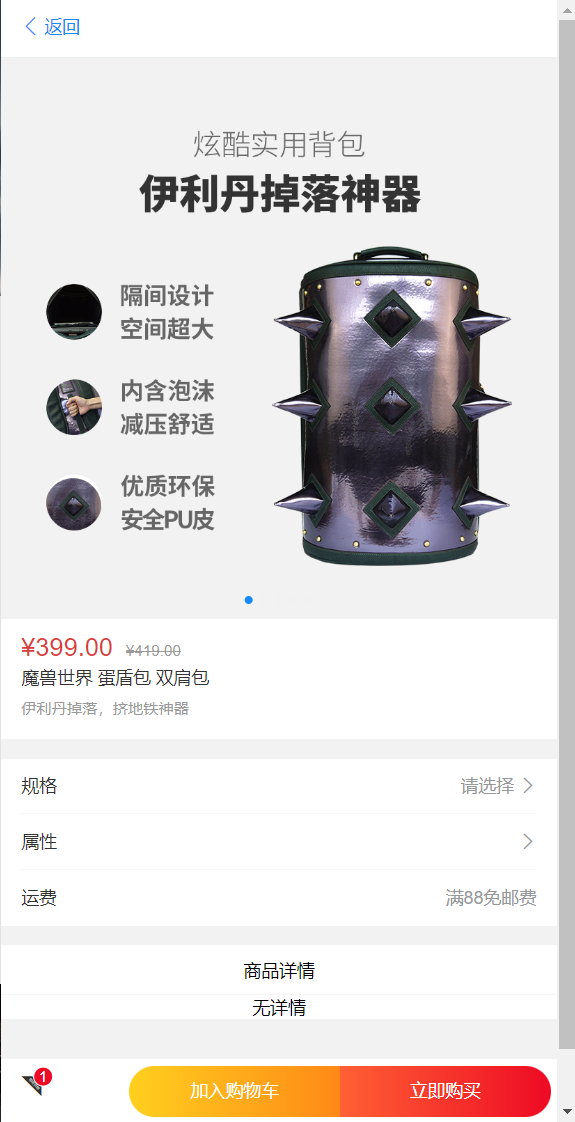 返回
炫酷实用背包
伊利丹掉落神器
隔间设计
空间超大
内含泡沫
减压舒适
优质环保
安全PU皮
¥399.00 ¥419.00
魔兽世界 蛋盾包 双肩包
伊利丹掉落，挤地铁神器
规格 请选择
属性
运费 满88免邮费
商品详情
无详情
1
加入购物车 立即购买